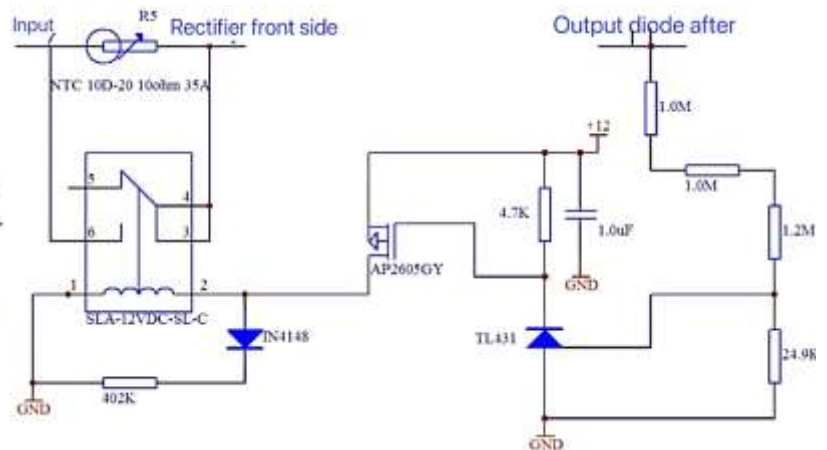 Input
R5
Rectifier front side
Output diode after
NTC 10D-20 10ohm 35A
1.0M
+12
1.0M
5
4
4.7K
1.0uF
1.2M
6
3
AP2605GY
GND
1
2
SLA-12VDC-SL-C
IN4148
TL431
24.9K
402K
GND
GND